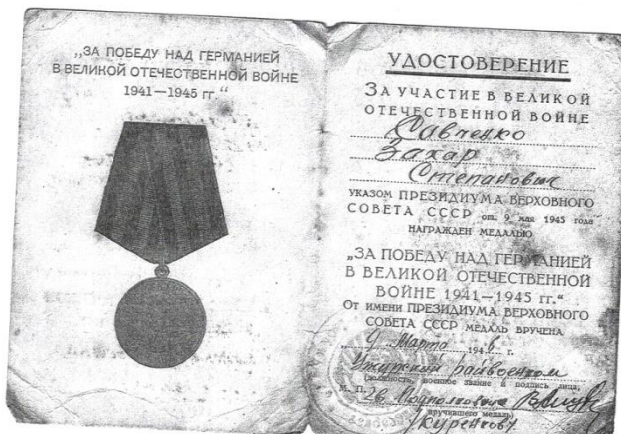 „ЗА ПОБЕДУ НАД ГЕРМАНИЕЙ
В ВЕЛИКОЙ ОТЕЧЕСТВЕННОЙ ВОЙНЕ
1941—1945 гг.“
УДОСТОВЕРЕНИЕ
ЗА УЧАСТИЕ В ВЕЛИКОЙ
ОТЕЧЕСТВЕННОЙ ВОЙНЕ
Савченко
Захар
Степанович
УКАЗОМ ПРЕЗИДИУМА ВЕРХОВНОГО
СОВЕТА СССР от 9 мая 1945 года
НАГРАЖДЕН МЕДАЛЬЮ
„ЗА ПОБЕДУ НАД ГЕРМАНИЕЙ
В ВЕЛИКОЙ ОТЕЧЕСТВЕННОЙ
ВОЙНЕ 1941—1945 гг.“
От имени ПРЕЗИДИУМА ВЕРХОВНОГО
СОВЕТА СССР МЕДАЛЬ ВРУЧЕНА
9 Марта 1946 г.
Ужурский райвоенком
(должность, военное звание и подпись лица,
М. П. Подполковник
вручившего медаль)